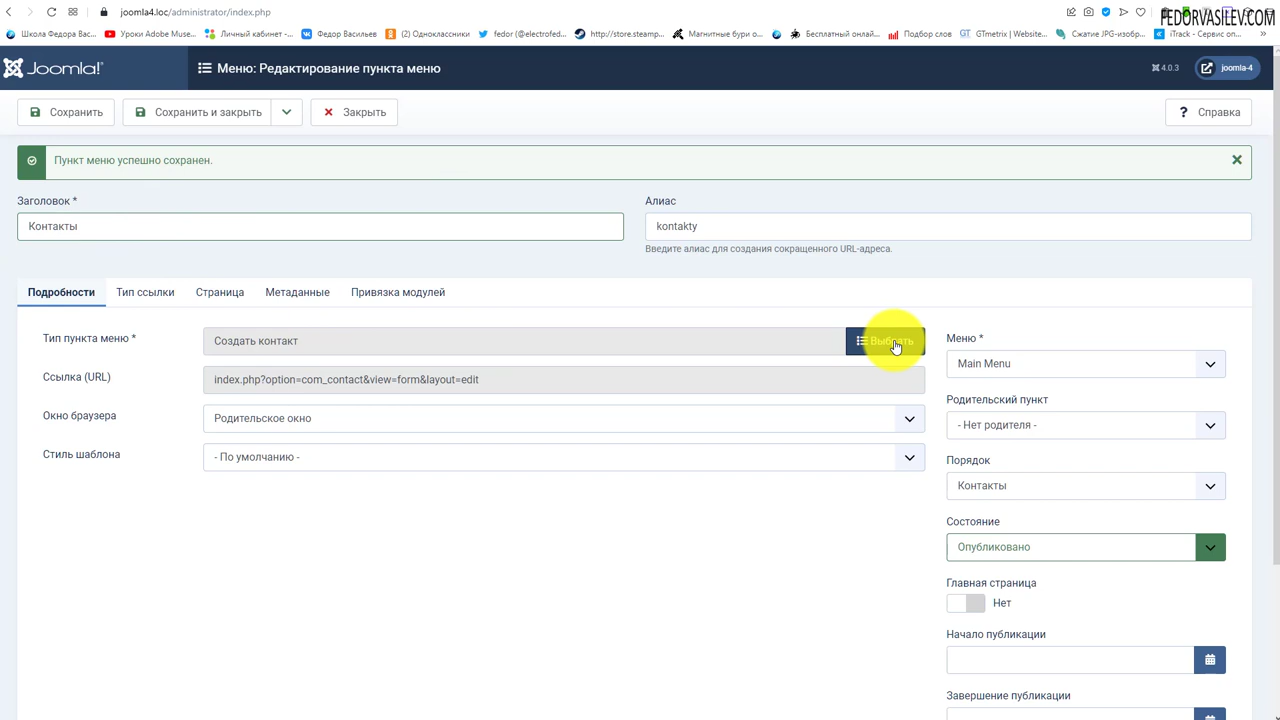 joomla4.loc/administrator/index.php
FEDORVASILEV.COM
Школа Федора Вас...
Уроки Adobe Muse...
Личный кабинет -...
Федор Васильев
(2) Одноклассники
fedor (@electrofed...
http://store.steamp...
Магнитные бури о...
Бесплатный онлай...
Подбор слов
GTmetrix | Website...
Сжатие JPG-изобр...
iTrack - Сервис оп...
Joomla!
Меню: Редактирование пункта меню
4.0.3
joomla-4
Сохранить
Сохранить и закрыть
Закрыть
? Справка
Пункт меню успешно сохранен.
Заголовок *
Алиас
Контакты
kontakty
Введите алиас для создания сокращенного URL-адреса.
Подробности
Тип ссылки
Страница
Метаданные
Привязка модулей
Тип пункта меню *
Создать контакт
Выбрать
Ссылка (URL)
index.php?option=com_contact&view=form&layout=edit
Окно браузера
Родительское окно
Стиль шаблона
- По умолчанию -
Меню *
Main Menu
Родительский пункт
- Нет родителя -
Порядок
Контакты
Состояние
Опубликовано
Главная страница
Нет
Начало публикации
Завершение публикации